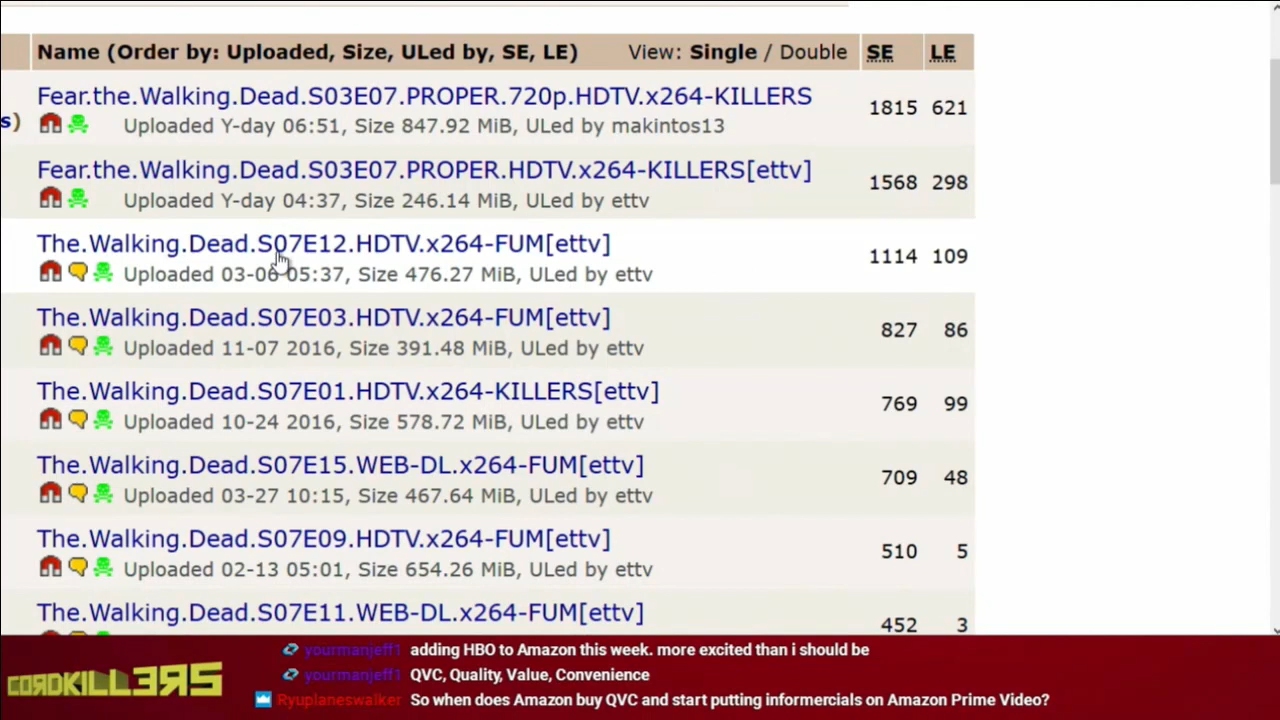 Name (Order by: Uploaded, Size, ULed by, SE, LE) View: Single / Double SE LE
Fear.the.Walking.Dead.S03E07.PROPER.720p.HDTV.x264-KILLERS
s) Uploaded Y-day 06:51, Size 847.92 MiB, ULed by makintos13 1815 621
Fear.the.Walking.Dead.S03E07.PROPER.HDTV.x264-KILLERS[ettv]
Uploaded Y-day 04:37, Size 246.14 MiB, ULed by ettv 1568 298
The.Walking.Dead.S07E12.HDTV.x264-FUM[ettv]
Uploaded 03-06 05:37, Size 476.27 MiB, ULed by ettv 1114 109
The.Walking.Dead.S07E03.HDTV.x264-FUM[ettv]
Uploaded 11-07 2016, Size 391.48 MiB, ULed by ettv 827 86
The.Walking.Dead.S07E01.HDTV.x264-KILLERS[ettv]
Uploaded 10-24 2016, Size 578.72 MiB, ULed by ettv 769 99
The.Walking.Dead.S07E15.WEB-DL.x264-FUM[ettv]
Uploaded 03-27 10:15, Size 467.64 MiB, ULed by ettv 709 48
The.Walking.Dead.S07E09.HDTV.x264-FUM[ettv]
Uploaded 02-13 05:01, Size 654.26 MiB, ULed by ettv 510 5
The.Walking.Dead.S07E11.WEB-DL.x264-FUM[ettv] 452 3
yourmanjeff1 adding HBO to Amazon this week. more excited than i should be
yourmanjeff1 QVC, Quality, Value, Convenience
Ryuplaneswalker So when does Amazon buy QVC and start putting informercials on Amazon Prime Video?
CORDKILLERS